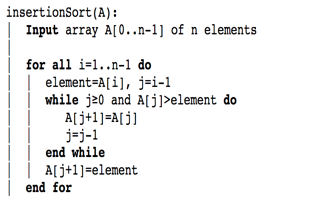 insertionSort(A):
Input array A[0..n-1] of n elements
for all i=1..n-1 do
element=A[i], j=i-1
while j≥0 and A[j]>element do
A[j+1]=A[j]
j=j-1
end while
A[j+1]=element
end for